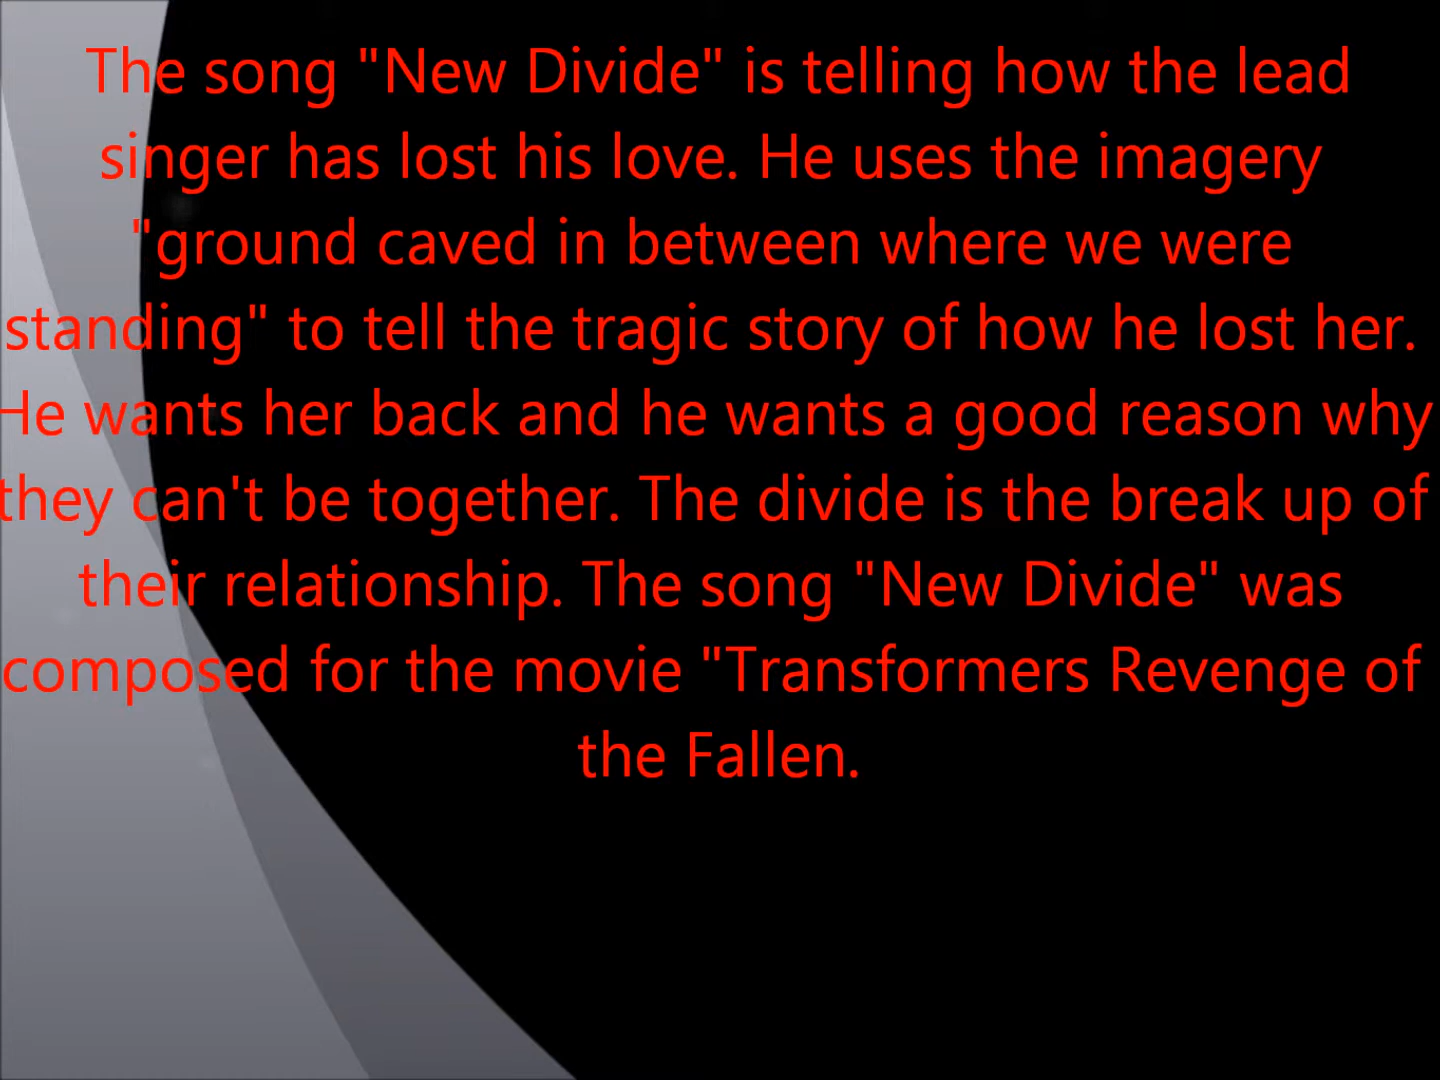 The song "New Divide" is telling how the lead
singer has lost his love. He uses the imagery
"ground caved in between where we were
standing" to tell the tragic story of how he lost her.
He wants her back and he wants a good reason why
they can't be together. The divide is the break up of
their relationship. The song "New Divide" was
composed for the movie "Transformers Revenge of
the Fallen.